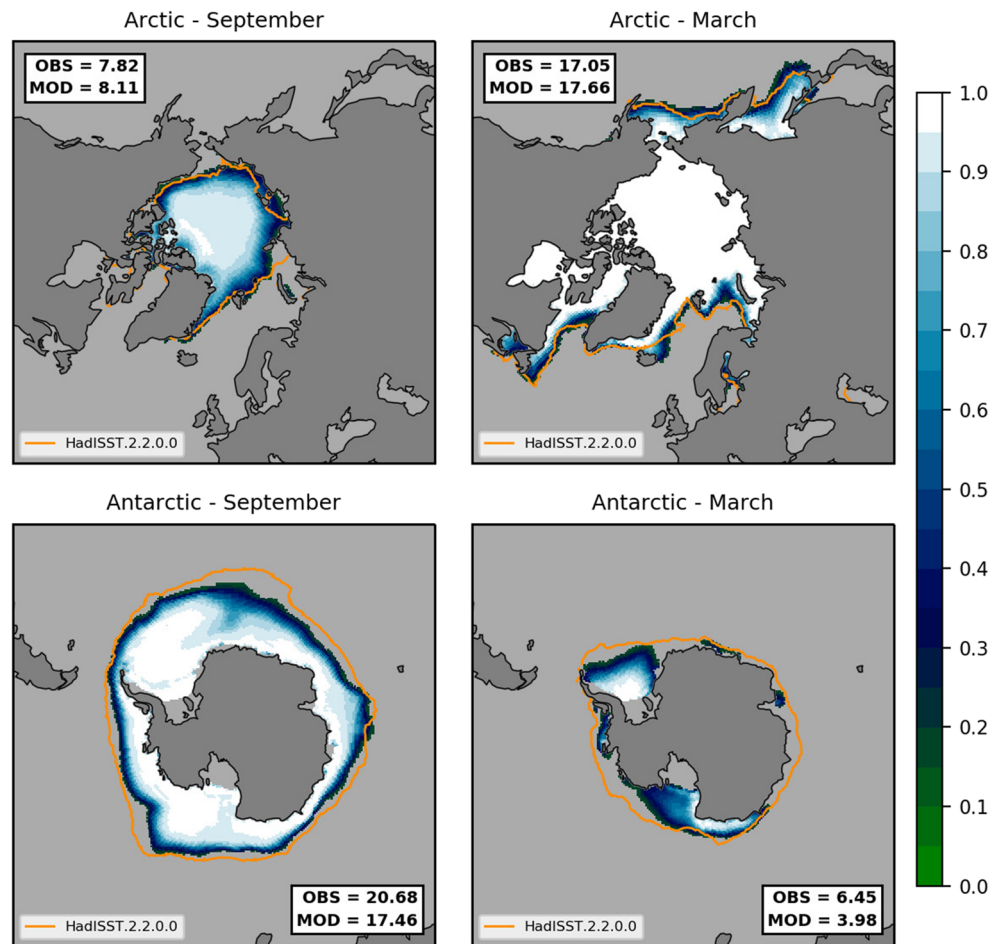 Arctic - September
OBS = 7.82
MOD = 8.11
HadISST.2.2.0.0
Arctic - March
OBS = 17.05
MOD = 17.66
HadISST.2.2.0.0
Antarctic - September
OBS = 20.68
MOD = 17.46
HadISST.2.2.0.0
Antarctic - March
OBS = 6.45
MOD = 3.98
HadISST.2.2.0.0
1.0
0.9
0.8
0.7
0.6
0.5
0.4
0.3
0.2
0.1
0.0